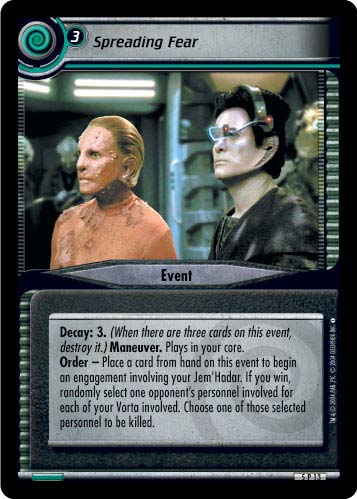 3
Spreading Fear
Event
Decay: 3. (When there are three cards on this event,
destroy it.) Maneuver. Plays in your core.
Order – Place a card from hand on this event to begin
an engagement involving your Jem'Hadar. If you win,
randomly select one opponent's personnel involved for
each of your Vorta involved. Choose one of those selected
personnel to be killed.
5 P 13